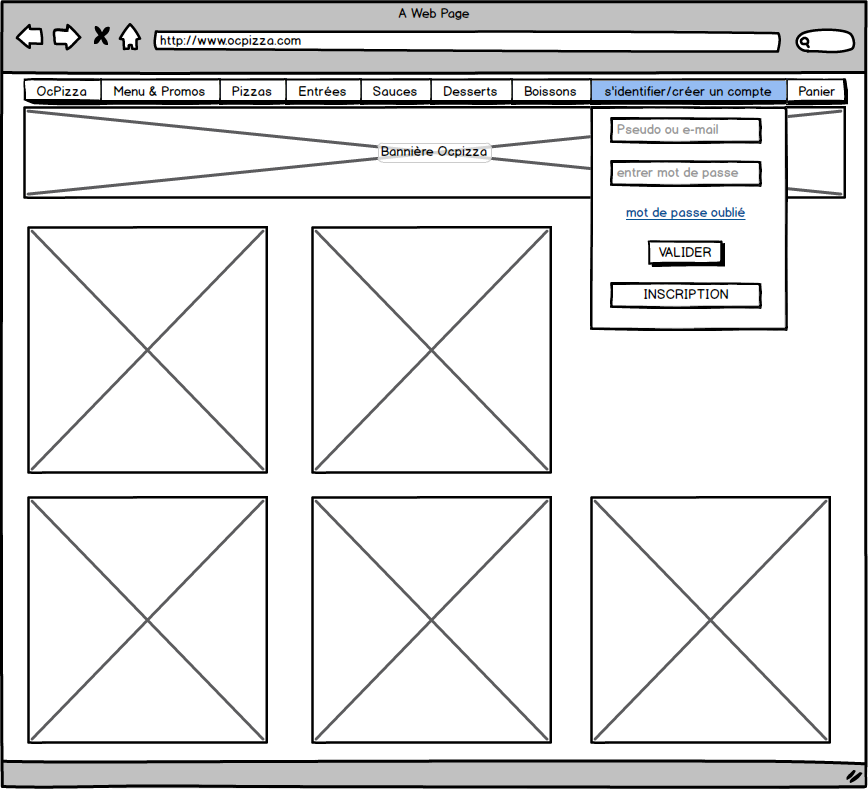 A Web Page
http://www.ocpizza.com
OcPizza Menu & Promos Pizzas Entrées Sauces Desserts Boissons s'identifier/créer un compte Panier
Bannière Ocpizza
Pseudo ou e-mail
entrer mot de passe
mot de passe oublié
VALIDER
INSCRIPTION